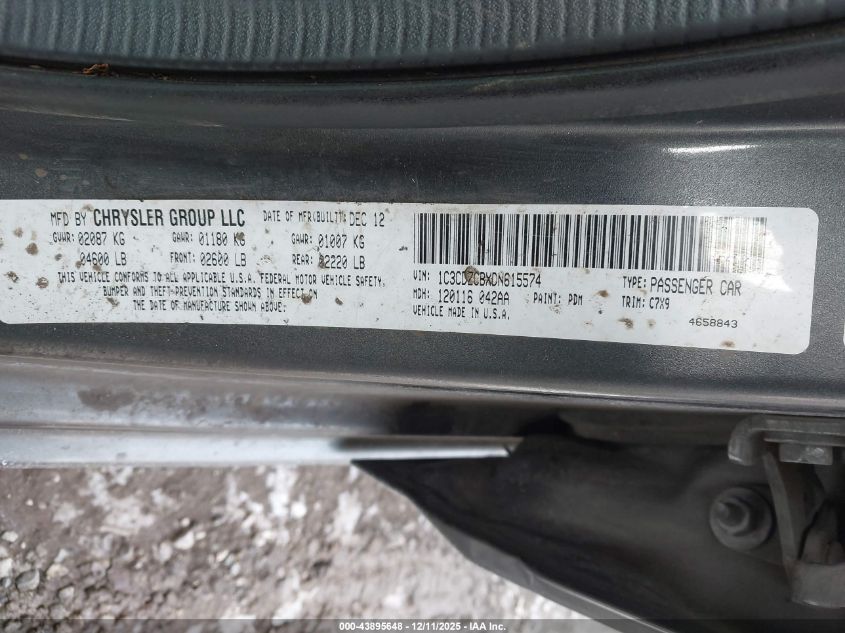 MFD BY CHRYSLER GROUP LLC DATE OF MFR(BUILT): DEC 12
GVWR: 02087 KG GAWR: 01180 KG GAWR: 01007 KG
04600 LB FRONT: 02600 LB REAR: 02220 LB
THIS VEHICLE CONFORMS TO ALL APPLICABLE U.S.A. FEDERAL MOTOR VEHICLE SAFETY,
BUMPER AND THEFT-PREVENTION STANDARDS IN EFFECT ON
THE DATE OF MANUFACTURE SHOWN ABOVE.
VIN: 1C3CDZCBXDN615574 TYPE: PASSENGER CAR
MDH: 120116 042AA PAINT: PDM TRIM: C7X9
VEHICLE MADE IN U.S.A.
4658843
000-43895648 - 12/11/2025 - IAA Inc.